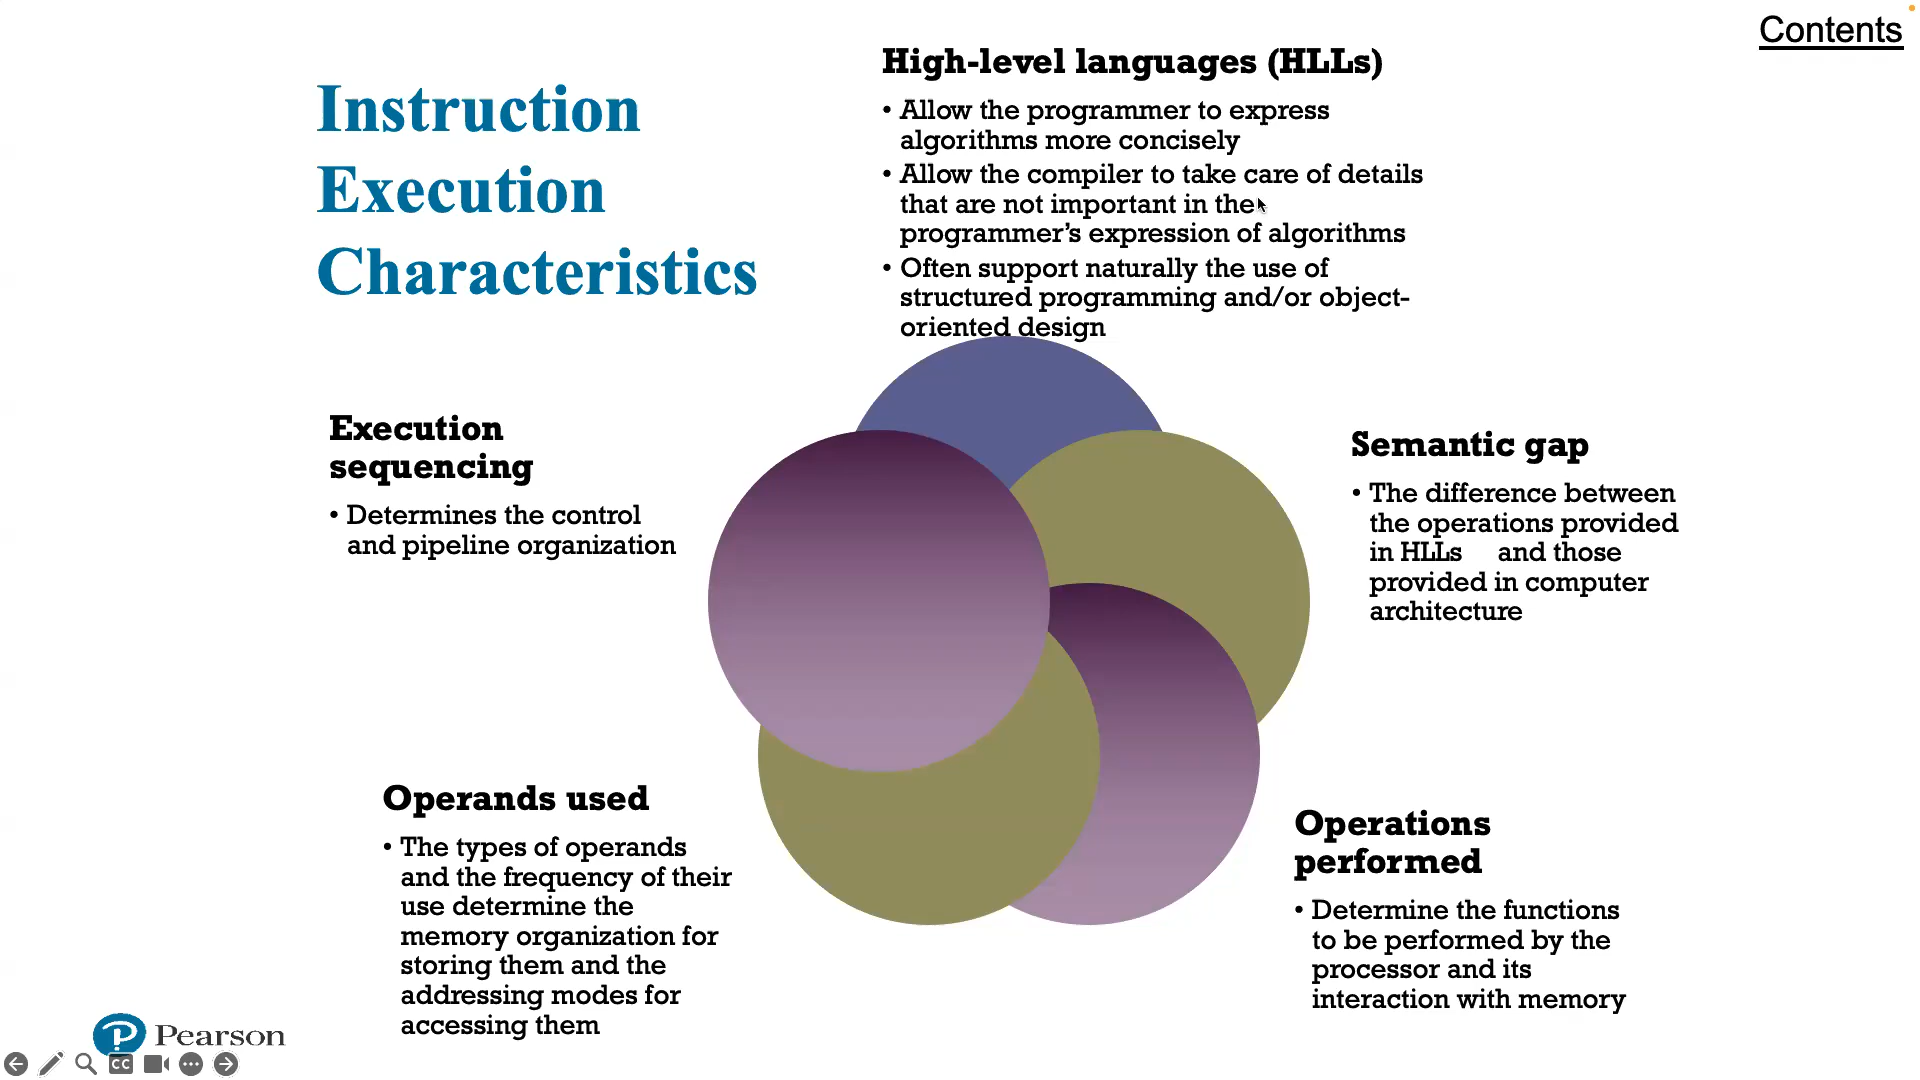 Contents
Instruction
Execution
Characteristics
High-level languages (HLLs)
• Allow the programmer to express
algorithms more concisely
• Allow the compiler to take care of details
that are not important in the
programmer's expression of algorithms
• Often support naturally the use of
structured programming and/or object-
oriented design
Execution
sequencing
• Determines the control
and pipeline organization
Semantic gap
• The difference between
the operations provided
in HLLs and those
provided in computer
architecture
Operands used
• The types of operands
and the frequency of their
use determine the
memory organization for
storing them and the
addressing modes for
accessing them
Operations
performed
• Determine the functions
to be performed by the
processor and its
interaction with memory
P Pearson
CC